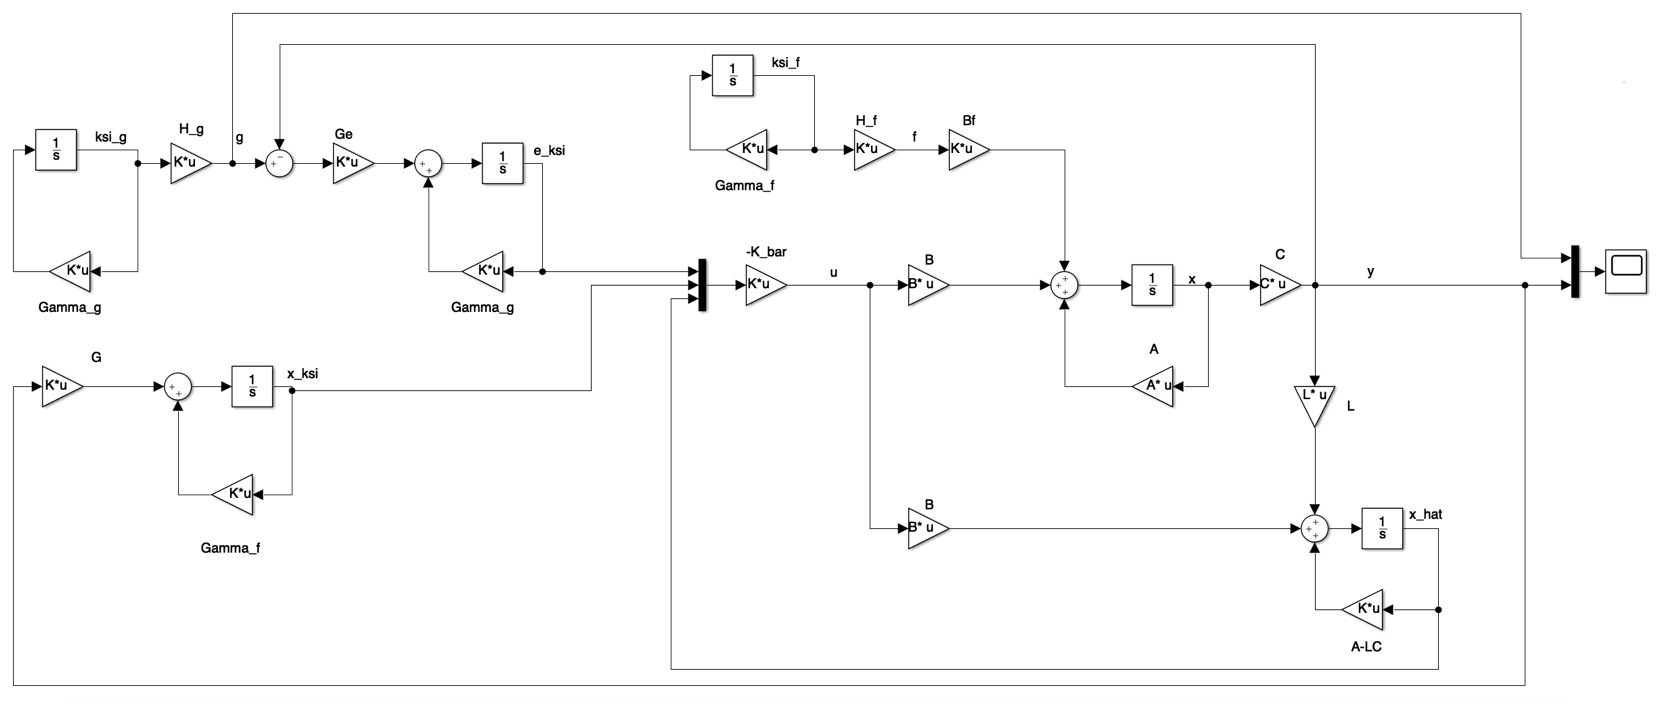 1
s
ksi_g
H_g
K*u
g
K*u
Gamma_g
+
−
Ge
K*u
+
+
1
s
e_ksi
K*u
Gamma_g
1
s
ksi_f
K*u
Gamma_f
H_f
K*u
f
Bf
K*u
-K_bar
K*u
u
B
B* u
+
+
+
1
s
x
C
C* u
y
A
A* u
L* u
L
G
K*u
+
+
1
s
x_ksi
K*u
Gamma_f
B
B* u
+
+
+
1
s
x_hat
K*u
A-LC